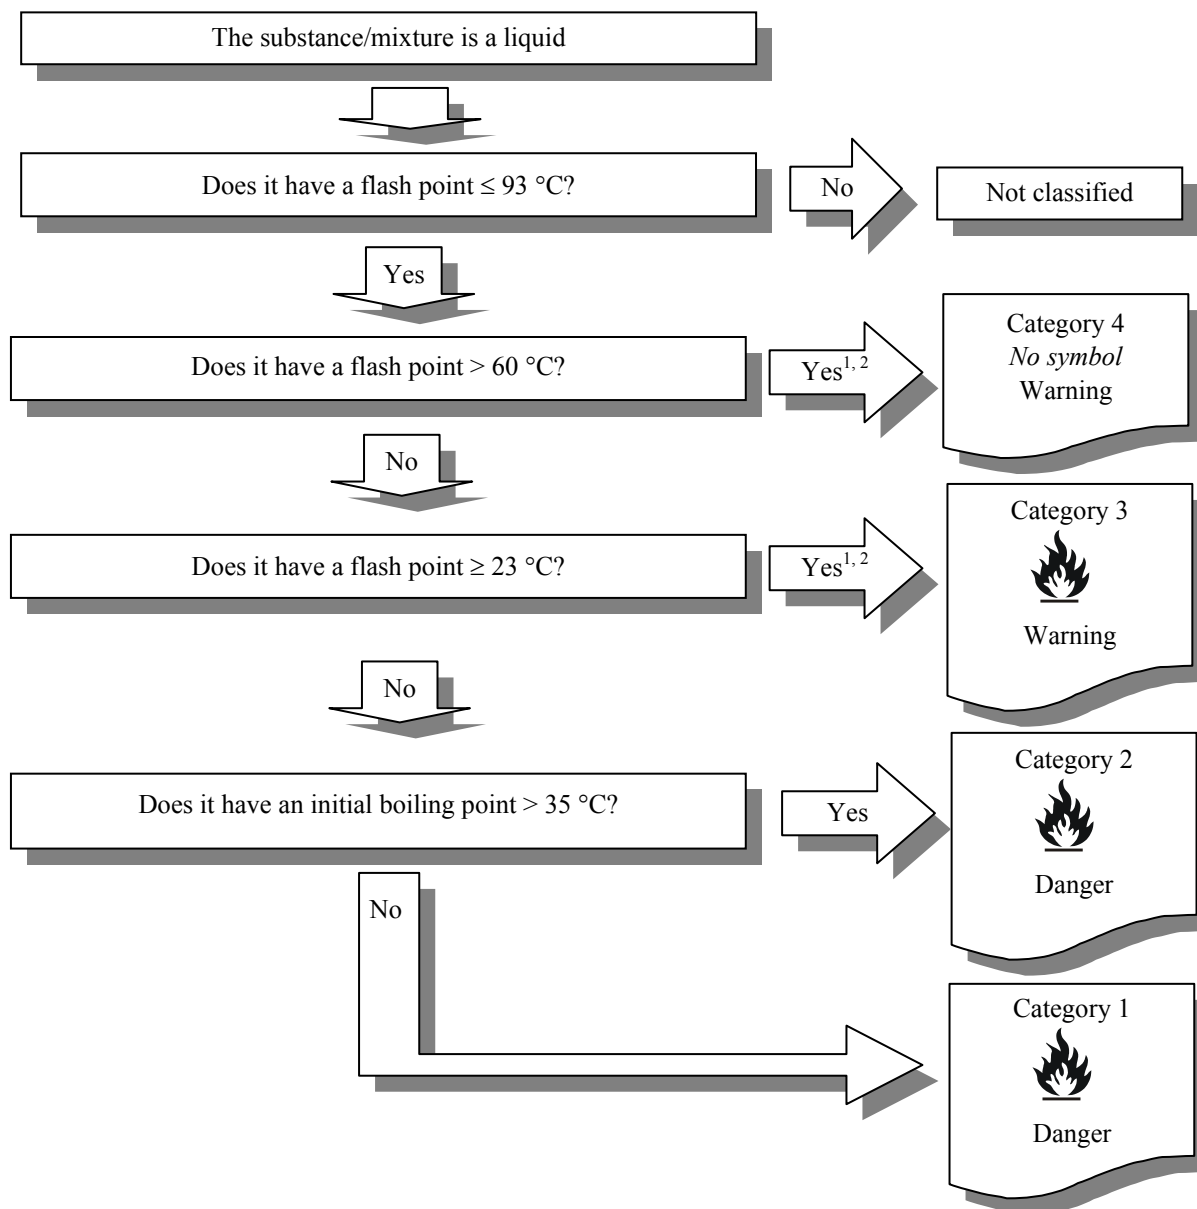 The substance/mixture is a liquid
Does it have a flash point ≤ 93 °C?
No
Not classified
Yes
Does it have a flash point > 60 °C?
Yes1, 2
Category 4
No symbol
Warning
No
Does it have a flash point ≥ 23 °C?
Yes1, 2
Category 3
Warning
No
Does it have an initial boiling point > 35 °C?
Yes
Category 2
Danger
No
Category 1
Danger